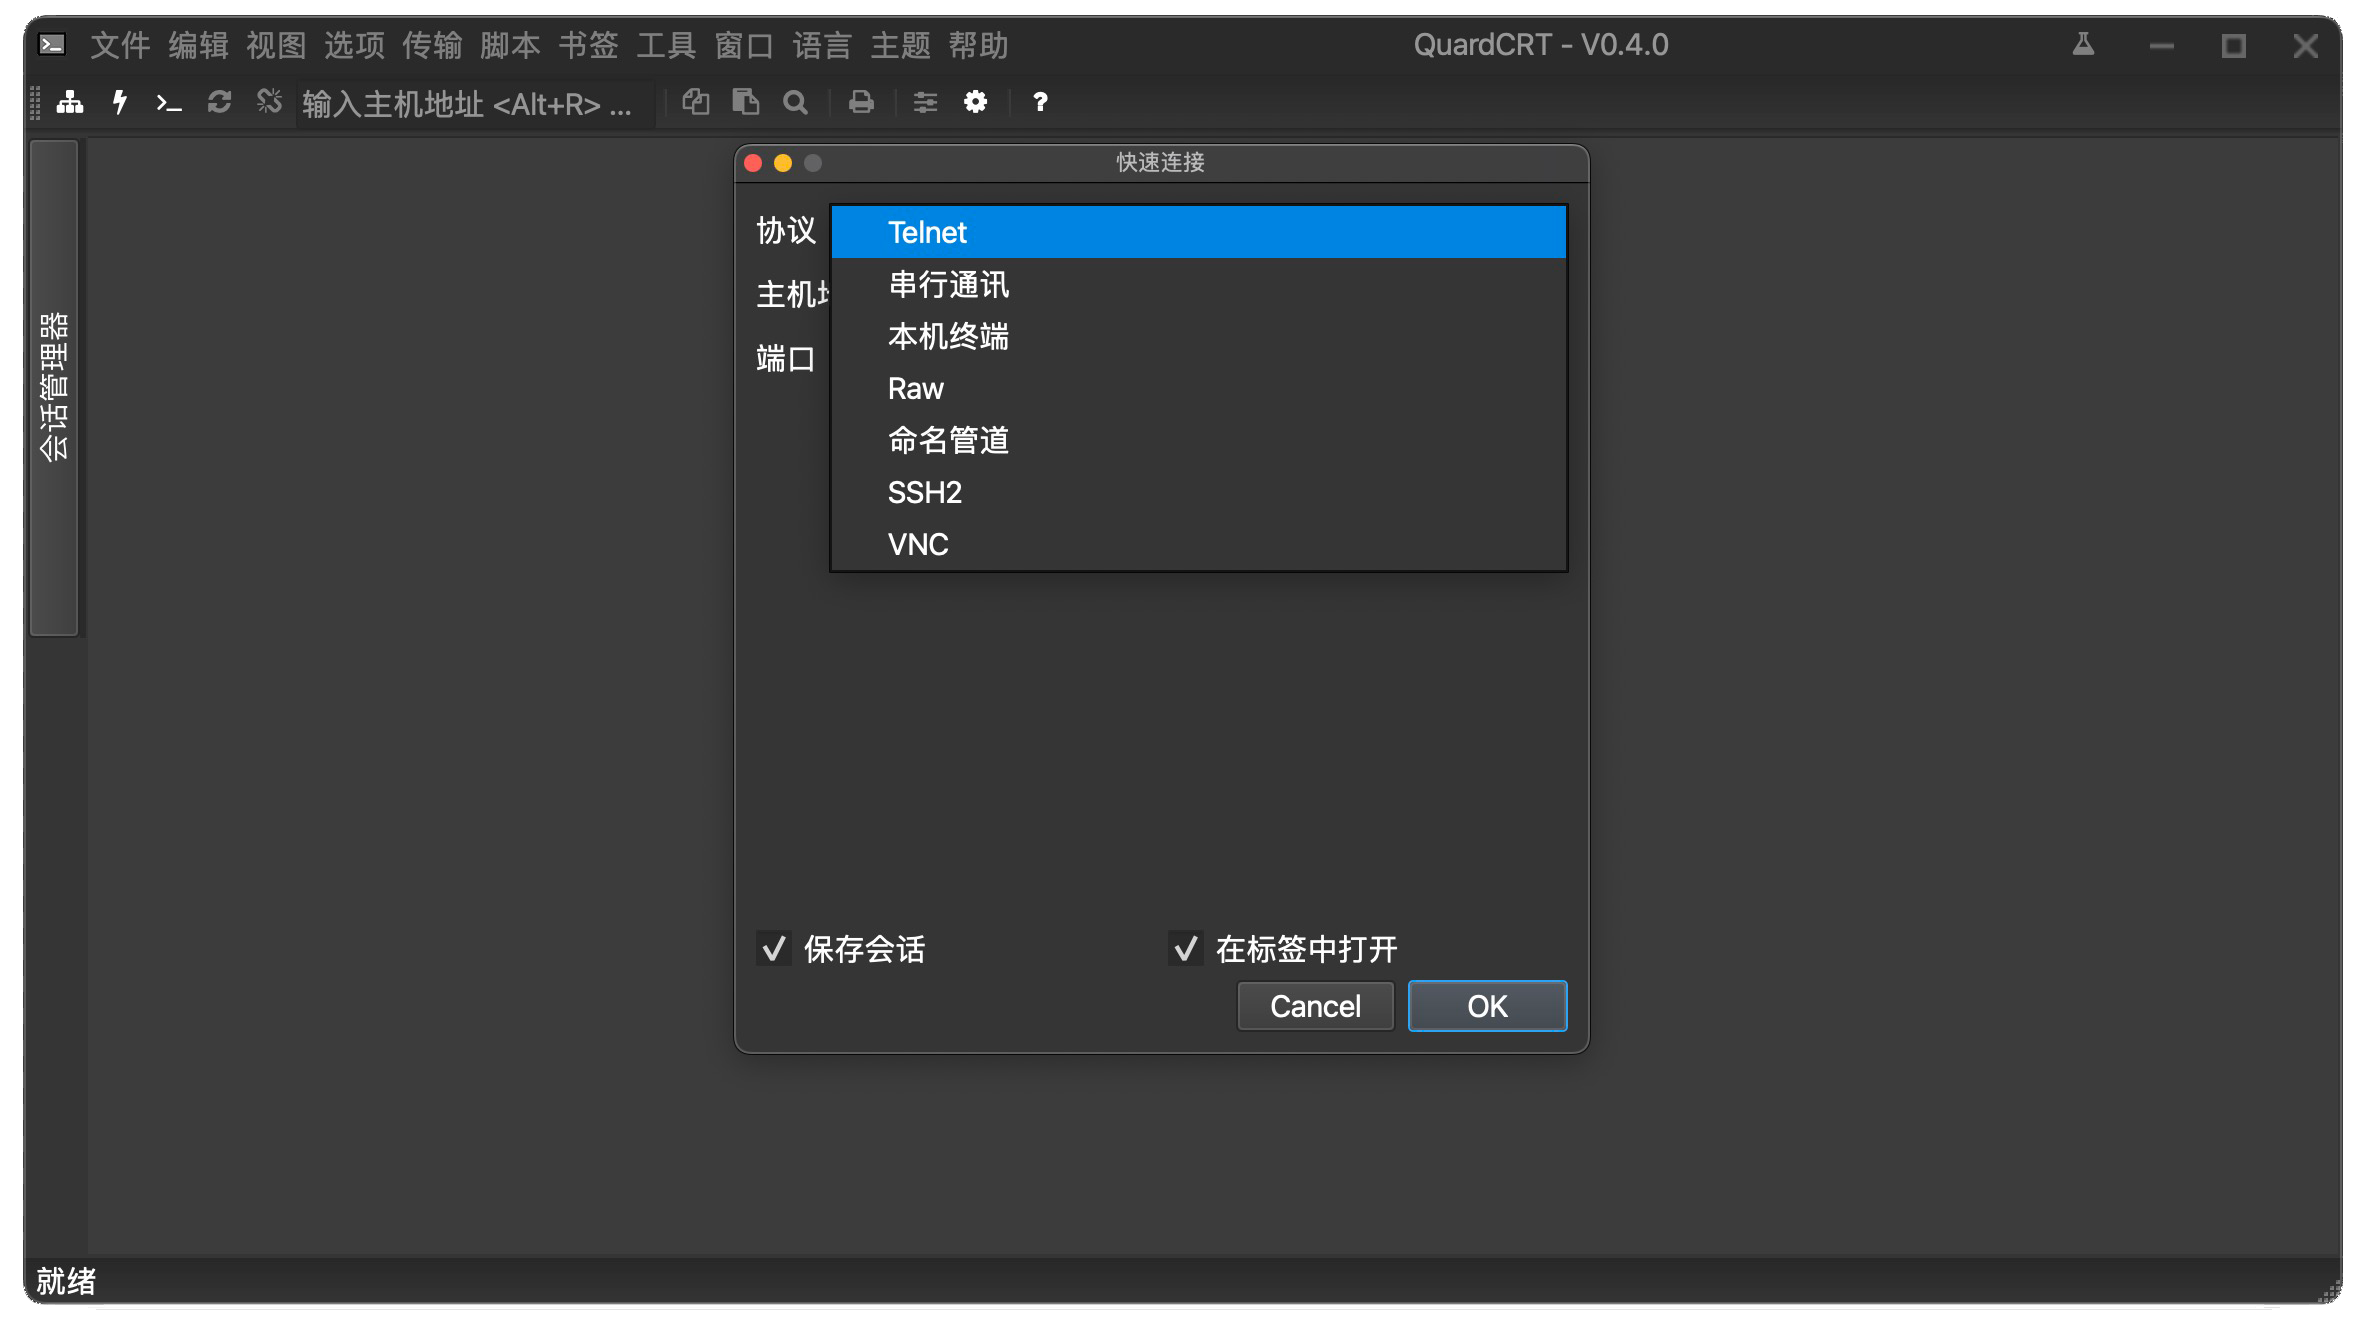 文件 编辑 视图 选项 传输 脚本 书签 工具 窗口 语言 主题 帮助 QuardCRT - V0.4.0
输入主机地址 <Alt+R> ...
会话管理器
快速连接
协议
Telnet
串行通讯
主机
本机终端
端口
Raw
命名管道
SSH2
VNC
保存会话 在标签中打开
Cancel OK
就绪